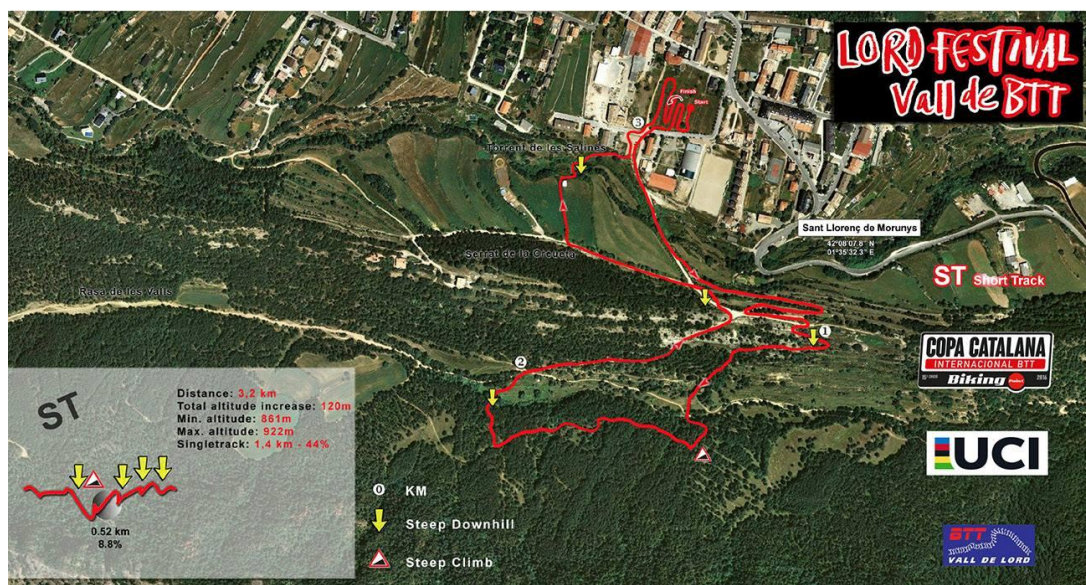 LORD FESTIVAL
Vall de BTT
Finish
Start
3
Torrent de les Salines
Sant Llorenç de Morunys
42°08'07.8" N
01°35'32.3" E
Serrat de la Creueta
ST Short Track
Rasa de les Valls
1
2
COPA CATALANA
INTERNACIONAL BTT
Biking Point
2016
UCI
ST
Distance: 3,2 km
Total altitude increase: 120m
Min. altitude: 861m
Max. altitude: 922m
Singletrack: 1,4 km - 44%
0.52 km
8.8%
0 KM
Steep Downhill
Steep Climb
BTT
VALL DE LORD